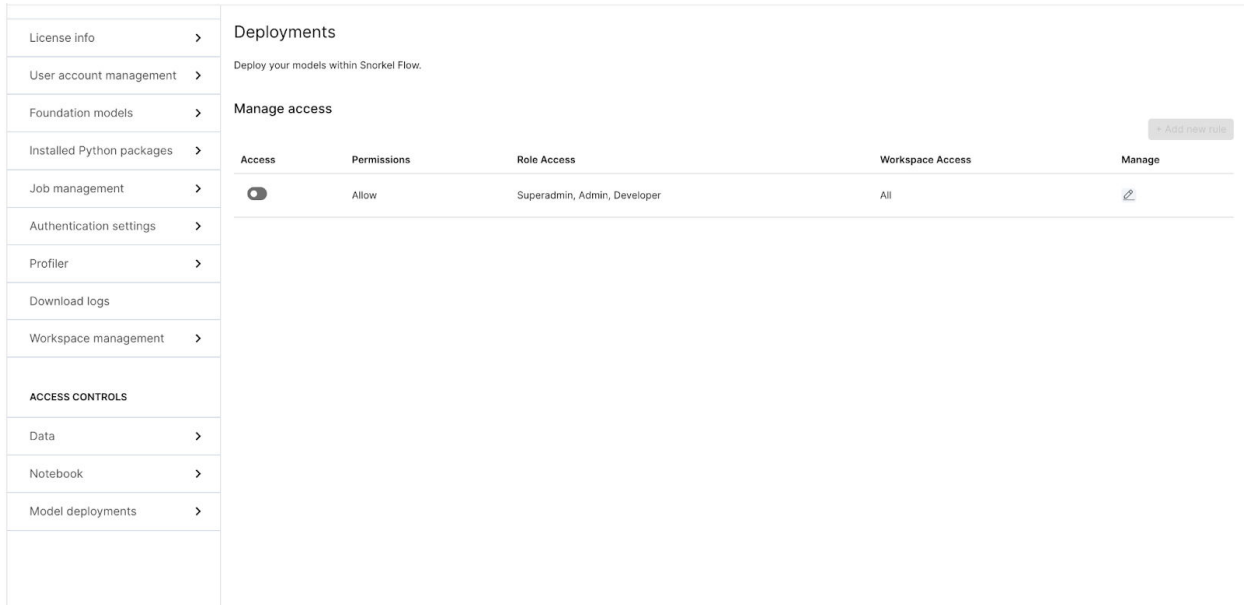 License info
User account management
Foundation models
Installed Python packages
Job management
Authentication settings
Profiler
Download logs
Workspace management
ACCESS CONTROLS
Data
Notebook
Model deployments
Deployments
Deploy your models within Snorkel Flow.
Manage access
+ Add new rule
Access Permissions Role Access Workspace Access Manage
Allow Superadmin, Admin, Developer All